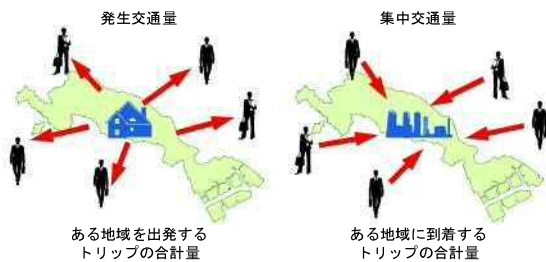 発生交通量
集中交通量
ある地域を出発する
トリップの合計量
ある地域に到着する
トリップの合計量